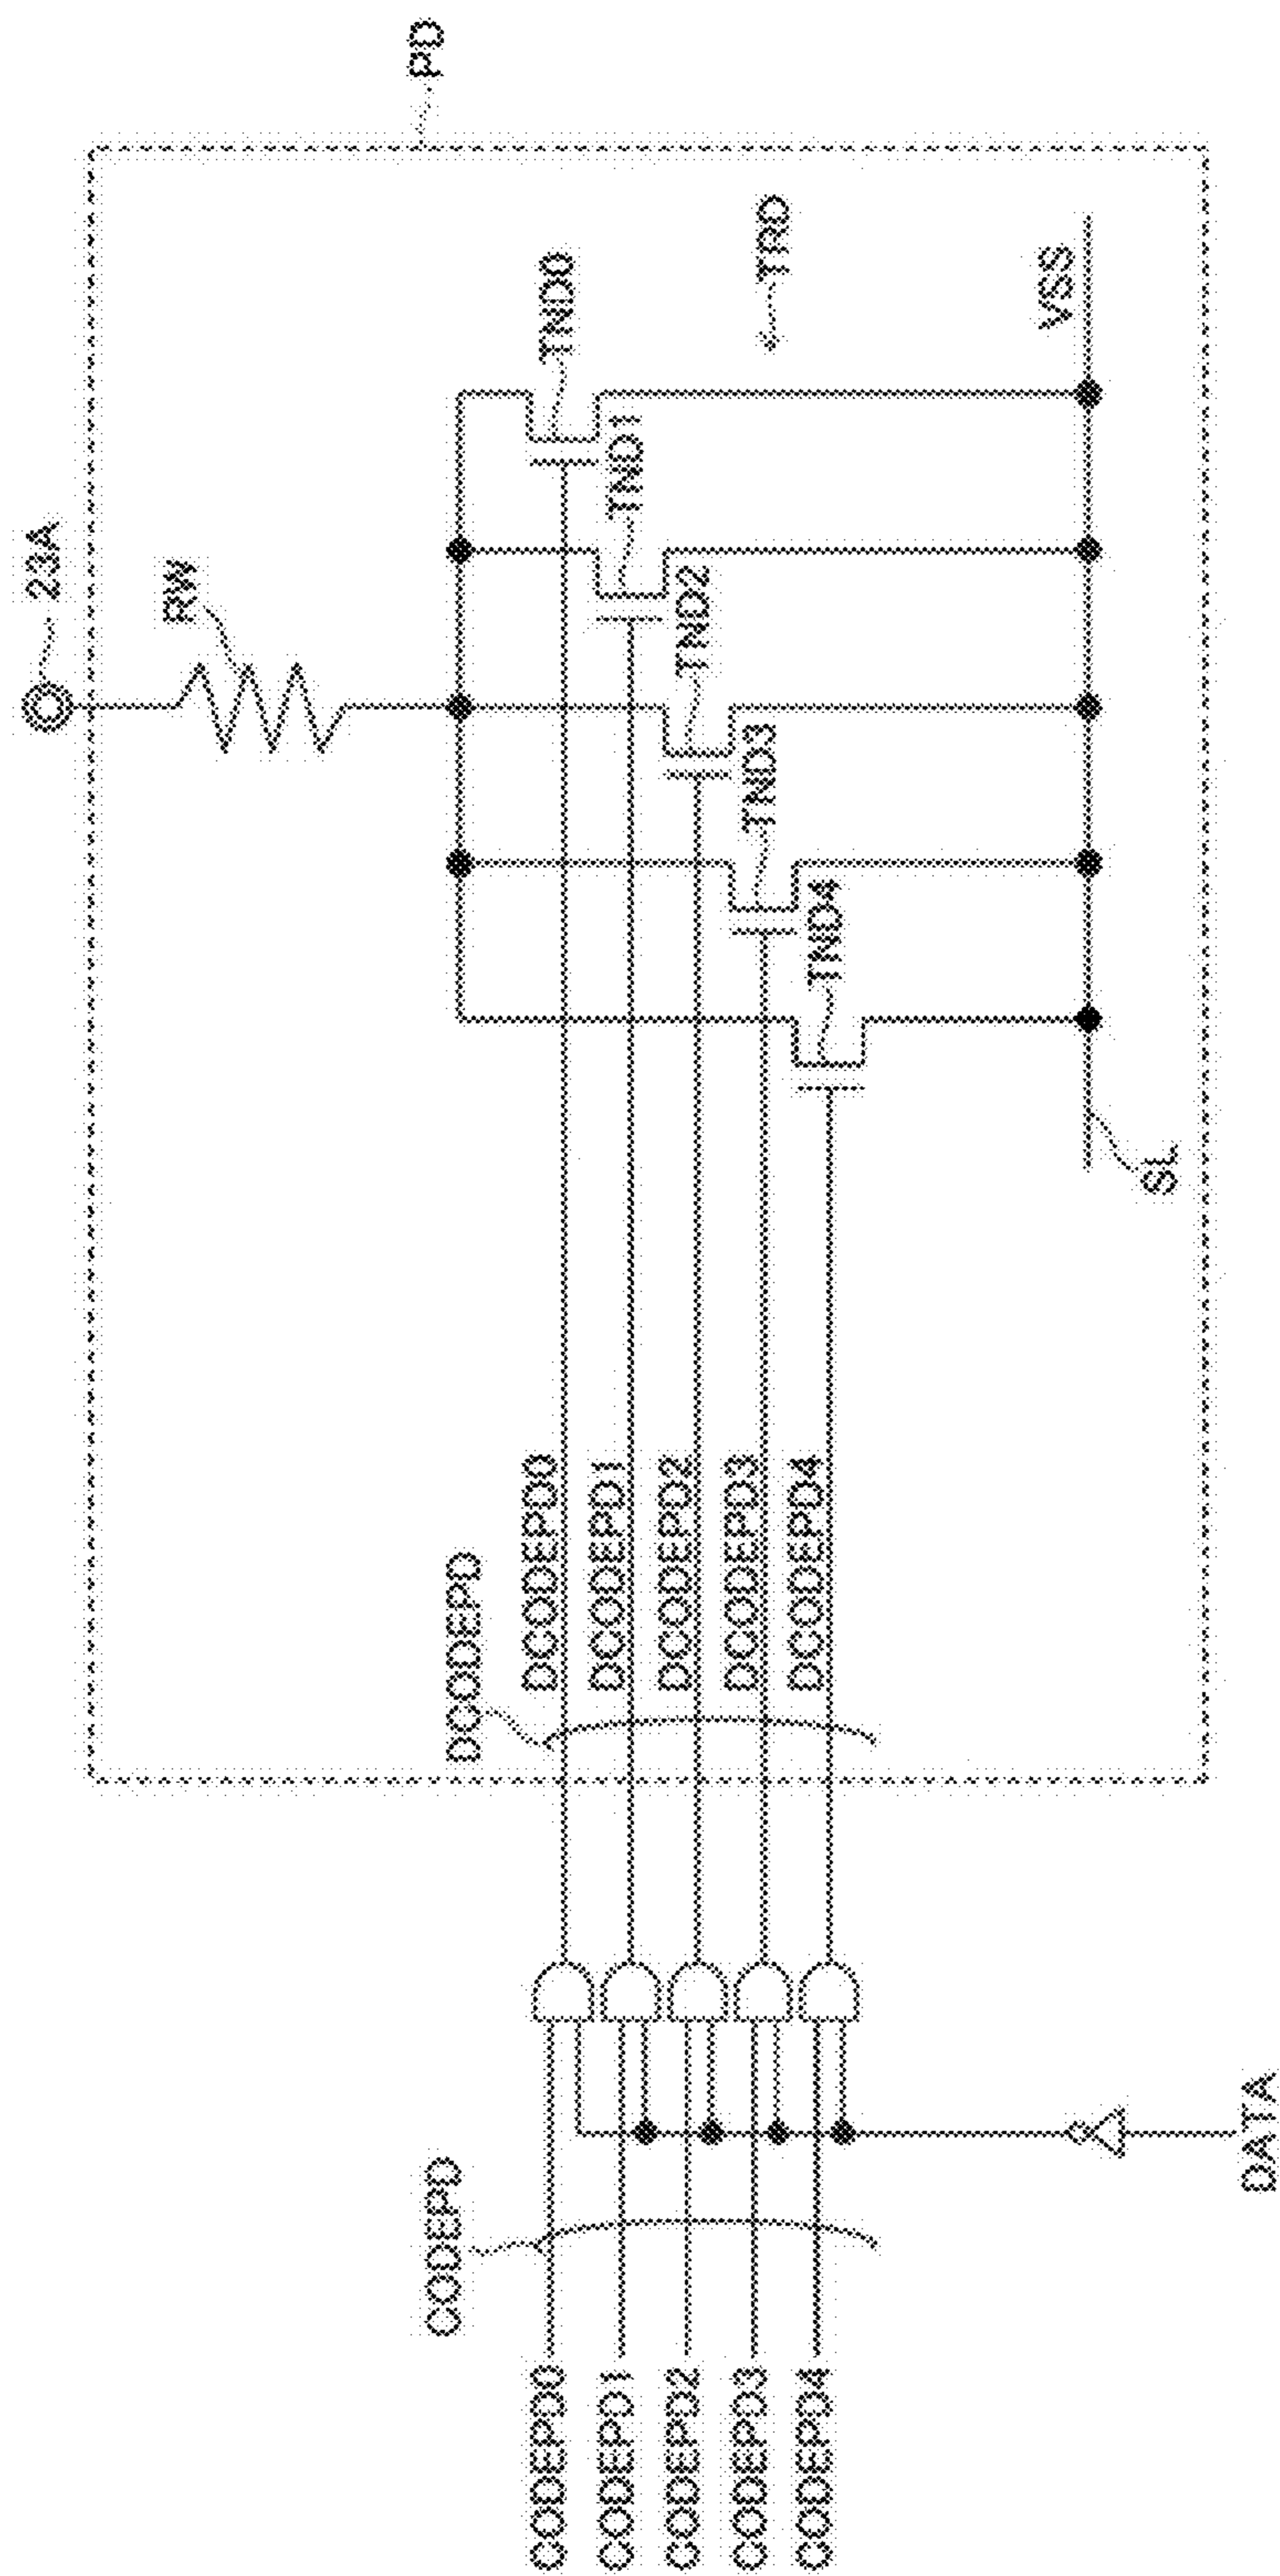 23A
PD
RW
TND0
TND1
TND2
TND3
TND4
TRD
VSS
SL
DCODEPD
DCODEPD0
DCODEPD1
DCODEPD2
DCODEPD3
DCODEPD4
CODEPD
CODEPD0
CODEPD1
CODEPD2
CODEPD3
CODEPD4
DATA